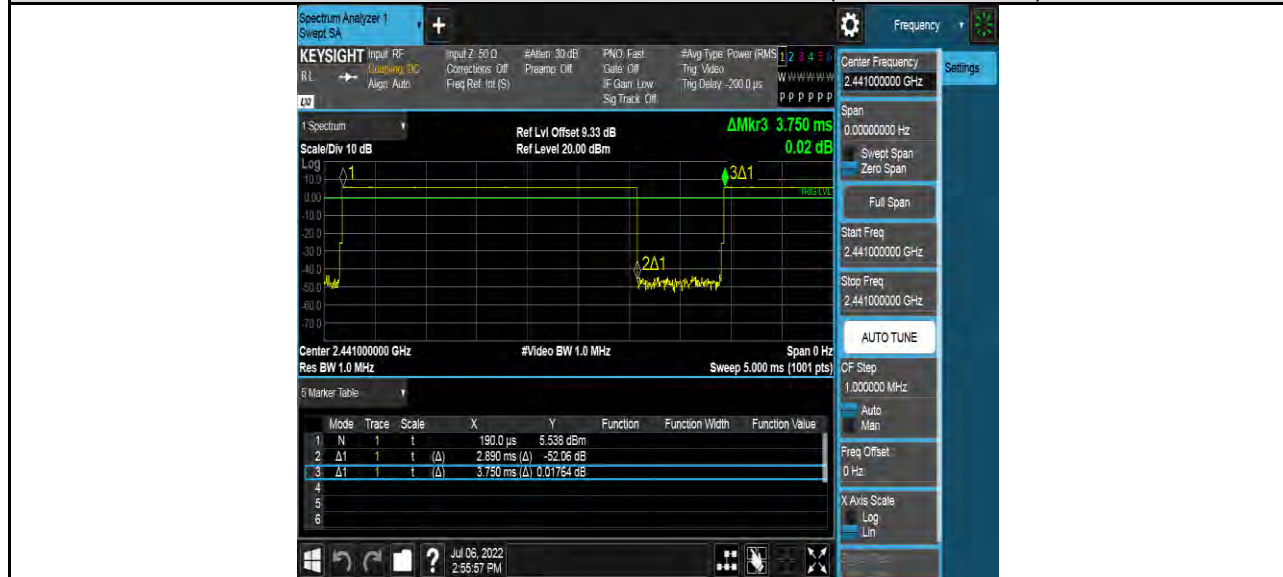 Spectrum Analyzer 1
Swept SA
+
Frequency
KEYSIGHT Input: RF
RL
Coupling: DC
Align: Auto
LXI
Input Z: 50 Ω
Corrections: Off
Freq Ref: Int (S)
#Atten: 30 dB
Preamp: Off
PNO: Fast
Gate: Off
IF Gain: Low
Sig Track: Off
#Avg Type: Power (RMS
Trig: Video
Trig Delay: -200.0 µs
1 2 3 4 5 6
W W W W W W
P P P P P P
Center Frequency
2.441000000 GHz
Settings
Span
0.00000000 Hz
Swept Span
Zero Span
Full Span
Start Freq
2.441000000 GHz
Stop Freq
2.441000000 GHz
AUTO TUNE
CF Step
1.000000 MHz
Auto
Man
Freq Offset
0 Hz
X Axis Scale
Log
Lin
1 Spectrum
Scale/Div 10 dB
Ref Lvl Offset 9.33 dB
Ref Level 20.00 dBm
ΔMkr3 3.750 ms
0.02 dB
Log
10.0
0.00
-10.0
-20.0
-30.0
-40.0
-50.0
-60.0
-70.0
1
2Δ1
3Δ1
TRIG LVL
Center 2.441000000 GHz #Video BW 1.0 MHz Span 0 Hz
Res BW 1.0 MHz Sweep 5.000 ms (1001 pts)
5 Marker Table
Mode Trace Scale X Y Function Function Width Function Value
1 N 1 t 190.0 µs 5.538 dBm
2 Δ1 1 t (Δ) 2.890 ms (Δ) -52.06 dB
3 Δ1 1 t (Δ) 3.750 ms (Δ) 0.01764 dB
4
5
6
?
Jul 06, 2022
2:55:57 PM